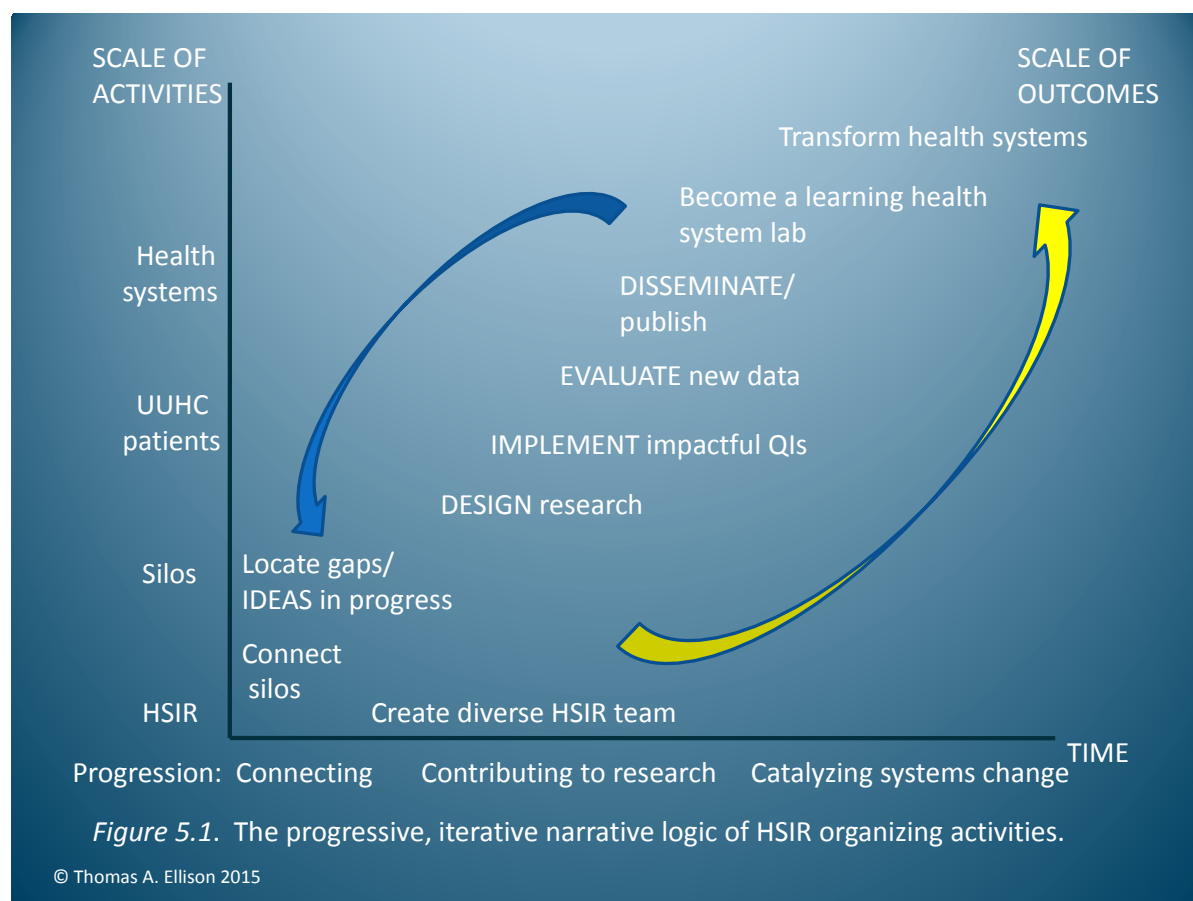 SCALE OF
ACTIVITIES
SCALE OF
OUTCOMES
Transform health systems
Become a learning health
system lab
Health
systems
DISSEMINATE/
publish
EVALUATE new data
UUHC
patients
IMPLEMENT impactful QIs
DESIGN research
Silos
Locate gaps/
IDEAS in progress
Connect
silos
HSIR
Create diverse HSIR team
TIME
Progression: Connecting Contributing to research Catalyzing systems change
Figure 5.1. The progressive, iterative narrative logic of HSIR organizing activities.
© Thomas A. Ellison 2015